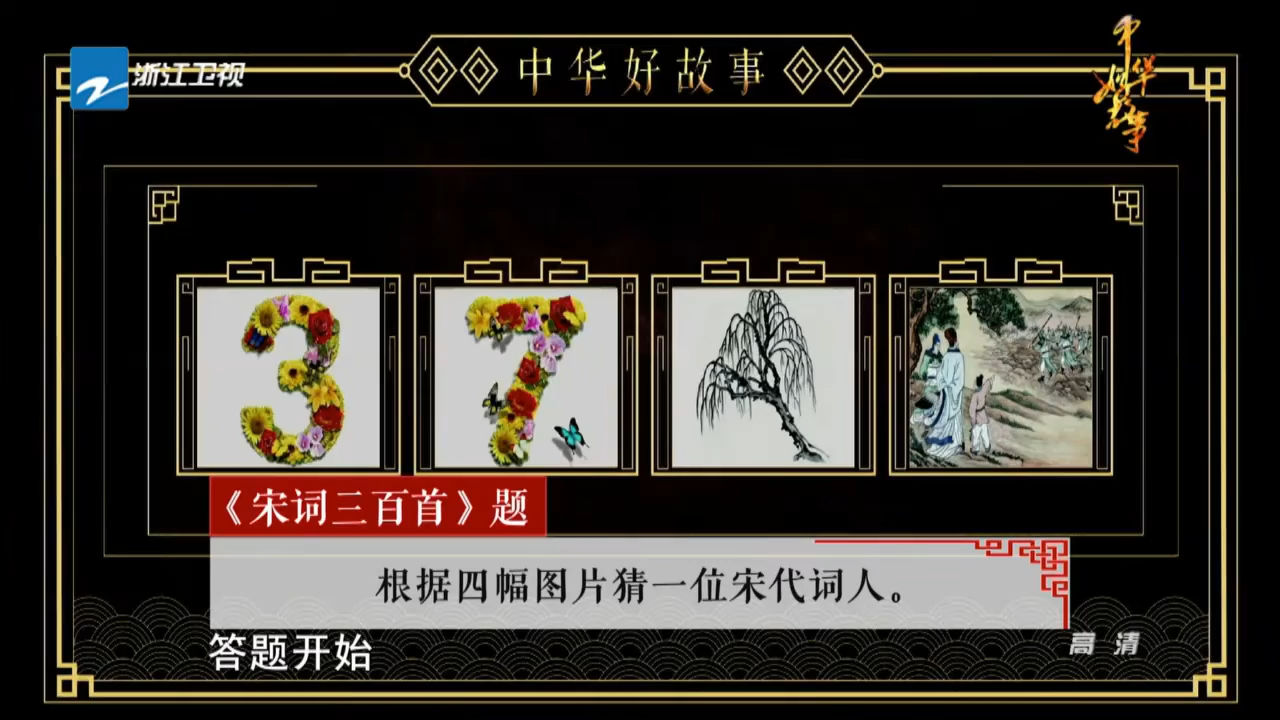 中华好故事
浙江卫视
中华好故事
3
7
《宋词三百首》题
根据四幅图片猜一位宋代词人。
答题开始
高清